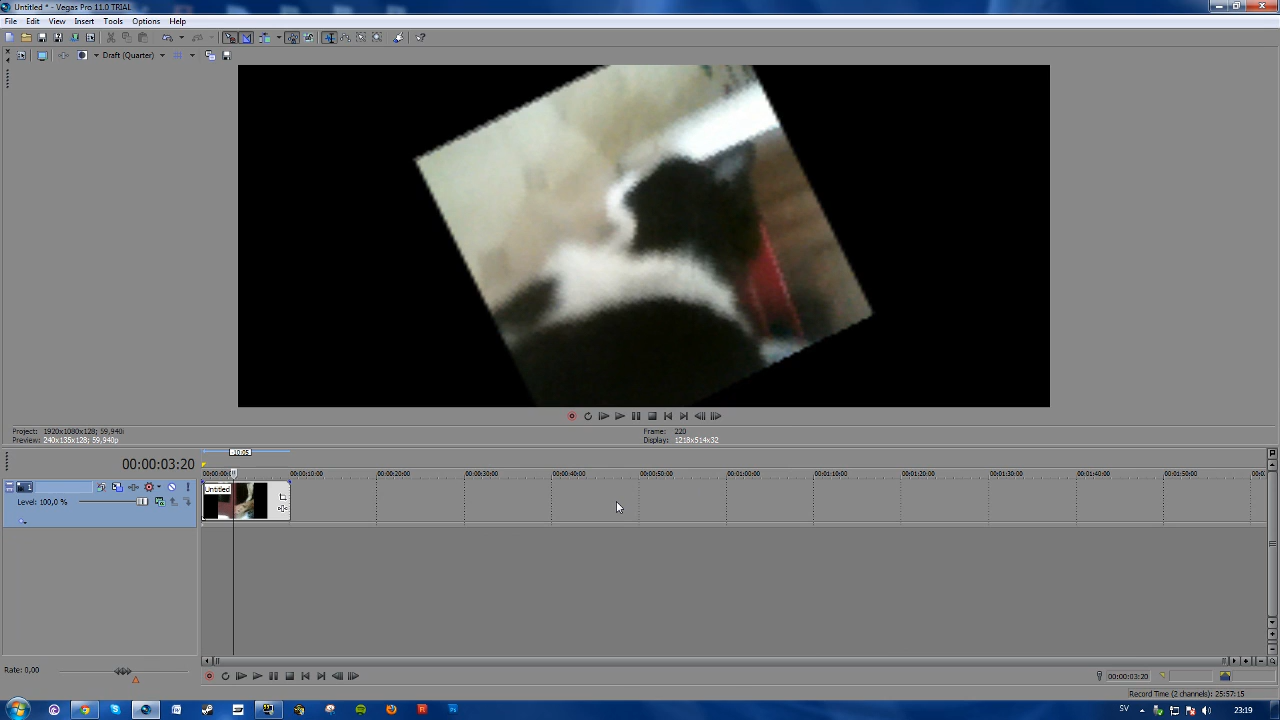 Untitled * - Vegas Pro 11.0 TRIAL
File Edit View Insert Tools Options Help
Draft (Quarter)
Project: 1920x1080x128; 59,940i
Preview: 240x135x128; 59,940p
Frame: 220
Display: 1218x514x32
00:00:03:20
00:00:10:00 00:00:20:00 00:00:30:00 00:00:40:00 00:00:50:00 00:01:00:00 00:01:10:00 00:01:20:00 00:01:30:00 00:01:40:00 00:01:50:00
1
Level: 100,0 %
Untitled
Rate: 0,00
00:00:03:20
Record Time (2 channels): 25:57:15
SV
23:19